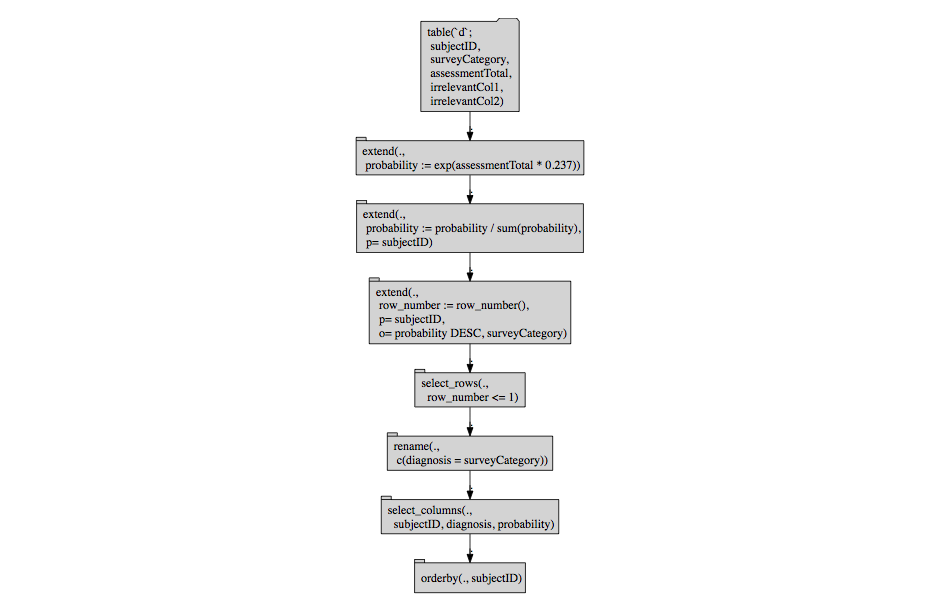 table(`d`;
subjectID,
surveyCategory,
assessmentTotal,
irrelevantCol1,
irrelevantCol2)
extend(.,
probability := exp(assessmentTotal * 0.237))
extend(.,
probability := probability / sum(probability),
p= subjectID)
extend(.,
row_number := row_number(),
p= subjectID,
o= probability DESC, surveyCategory)
select_rows(.,
row_number <= 1)
rename(.,
c(diagnosis = surveyCategory))
select_columns(.,
subjectID, diagnosis, probability)
orderby(., subjectID)